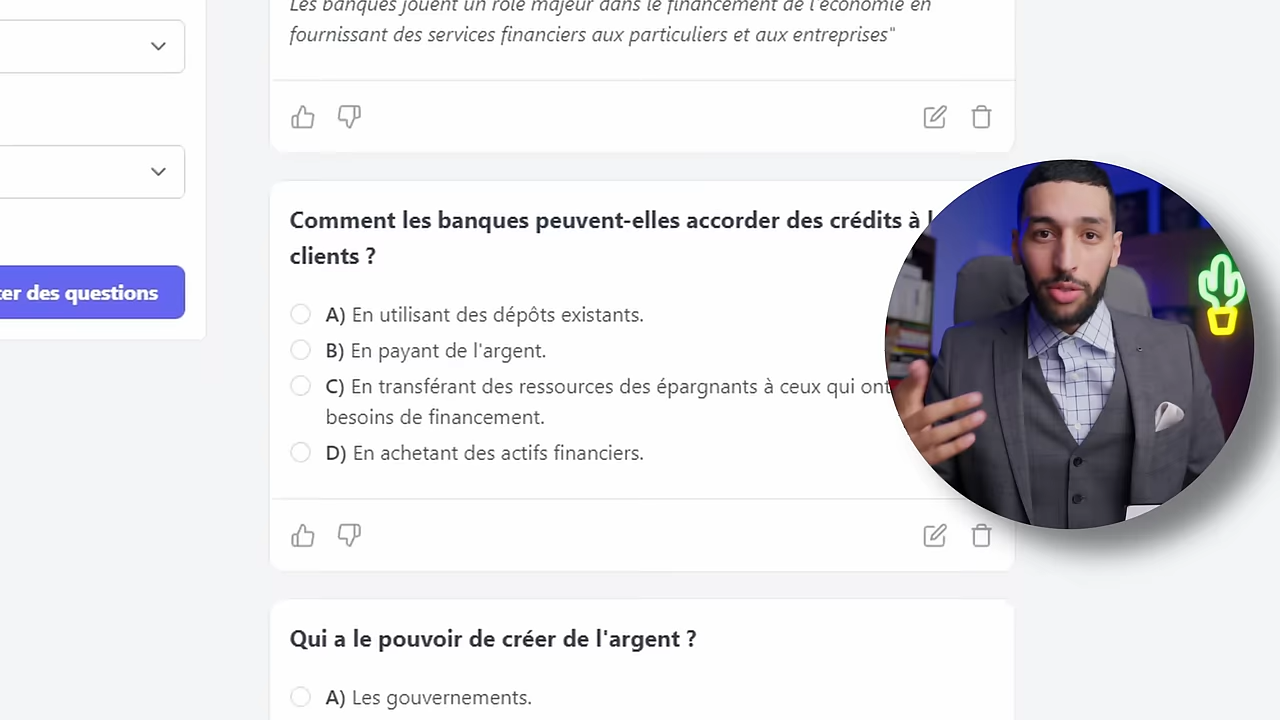 Les banques jouent un rôle majeur dans le financement de l'économie en
fournissant des services financiers aux particuliers et aux entreprises"
Comment les banques peuvent-elles accorder des crédits à
clients ?
er des questions
A) En utilisant des dépôts existants.
B) En payant de l'argent.
C) En transférant des ressources des épargnants à ceux qui ont
besoins de financement.
D) En achetant des actifs financiers.
Qui a le pouvoir de créer de l'argent ?
A) Les gouvernements.